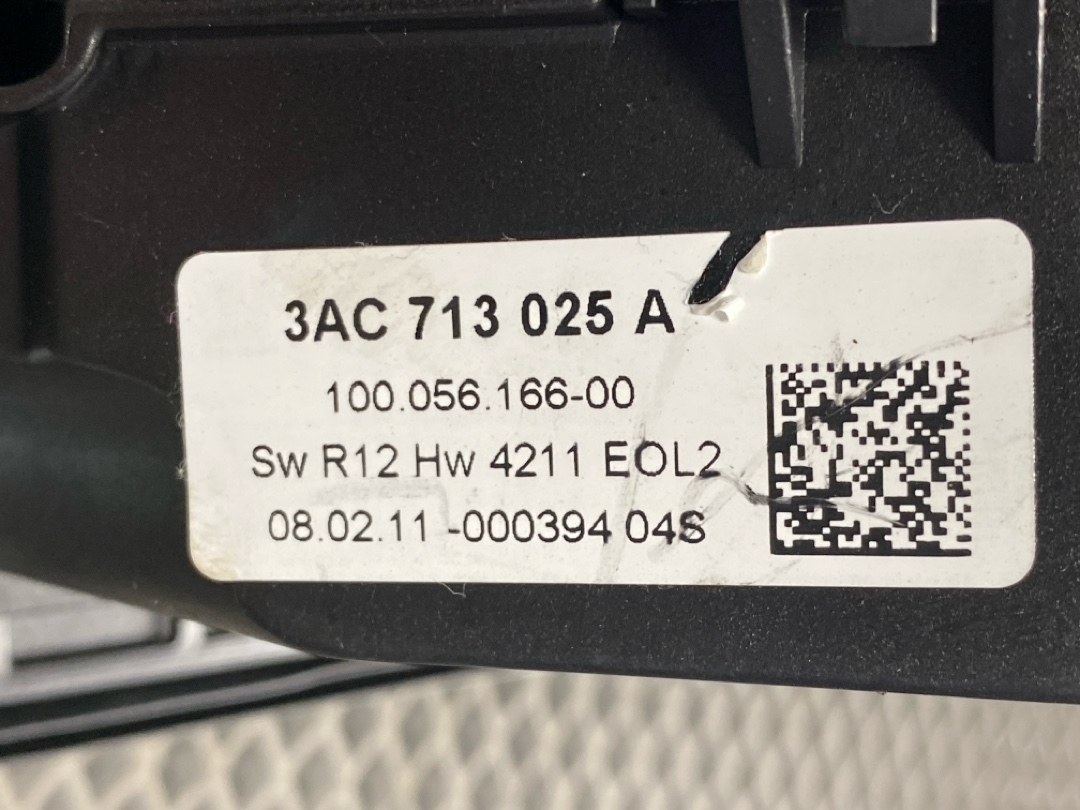 3AC 713 025 A
100.056.166-00
Sw R12 Hw 4211 EOL2
08.02.11 -000394 04S